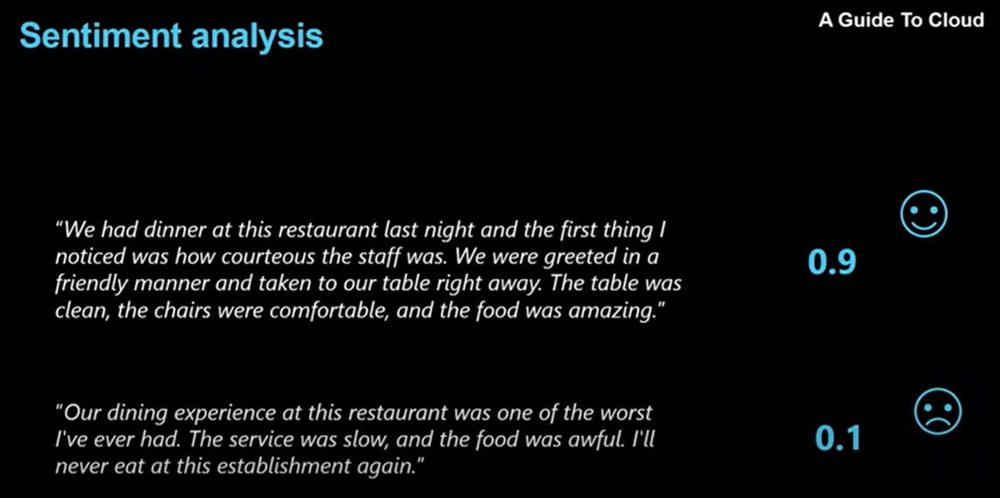 Sentiment analysis
A Guide To Cloud
"We had dinner at this restaurant last night and the first thing I
noticed was how courteous the staff was. We were greeted in a
friendly manner and taken to our table right away. The table was
clean, the chairs were comfortable, and the food was amazing."
0.9
"Our dining experience at this restaurant was one of the worst
I've ever had. The service was slow, and the food was awful. I'll
never eat at this establishment again."
0.1